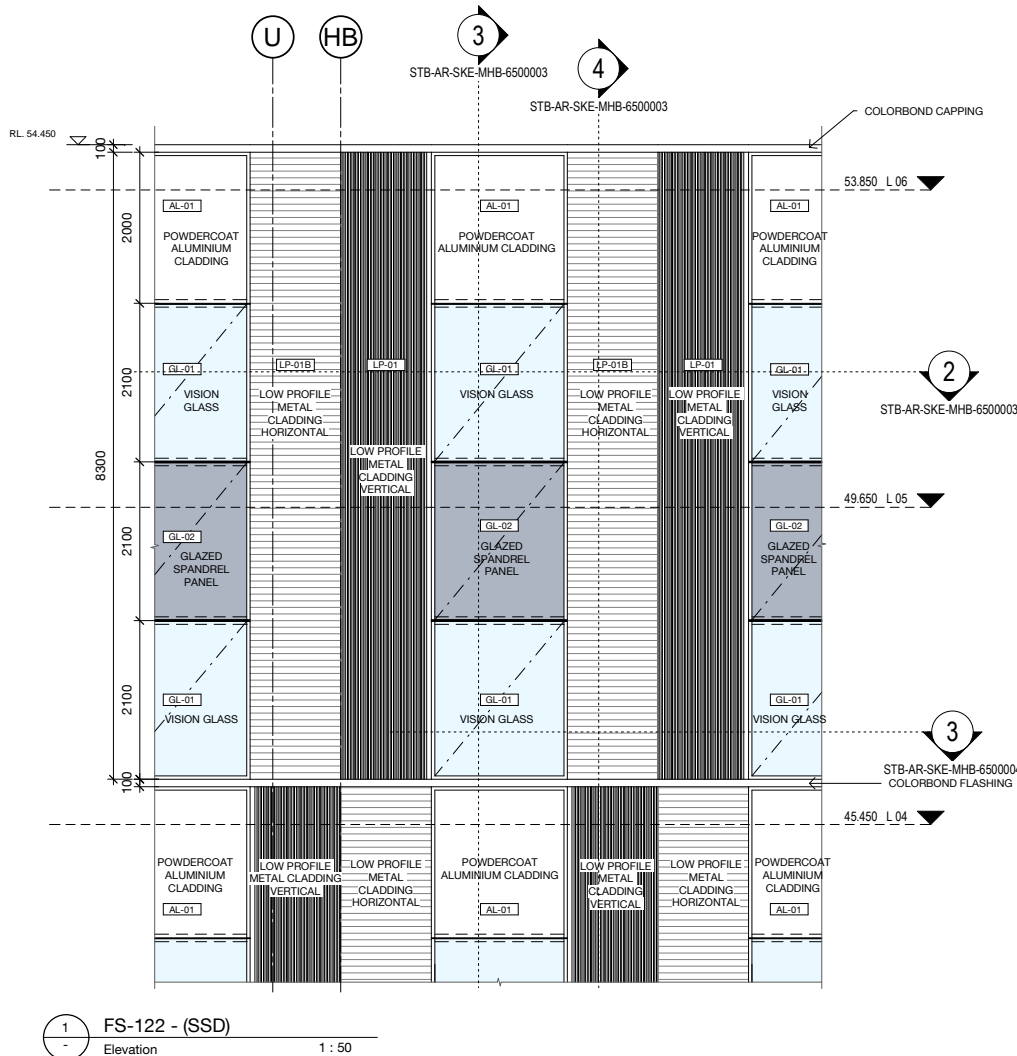 U
HB
3
STB-AR-SKE-MHB-6500003
4
STB-AR-SKE-MHB-6500003
COLORBOND CAPPING
RL. 54.450
100
53.850 L 06
2000
AL-01
POWDERCOAT
ALUMINIUM
CLADDING
AL-01
POWDERCOAT
ALUMINIUM CLADDING
AL-01
POWDERCOAT
ALUMINIUM
CLADDING
8300
2100
GL-01
VISION
GLASS
LP-01B
LOW PROFILE
METAL
CLADDING
HORIZONTAL
LP-01
LOW PROFILE
METAL
CLADDING
VERTICAL
GL-01
VISION GLASS
LP-01B
LOW PROFILE
METAL
CLADDING
HORIZONTAL
LP-01
LOW PROFILE
METAL
CLADDING
VERTICAL
GL-01
VISION
GLASS
2
STB-AR-SKE-MHB-6500003
49.650 L 05
2100
GL-02
GLAZED
SPANDREL
PANEL
GL-02
GLAZED
SPANDREL
PANEL
GL-02
GLAZED
SPANDREL
PANEL
2100
GL-01
VISION GLASS
GL-01
VISION GLASS
GL-01
VISION GLASS
3
STB-AR-SKE-MHB-6500004
COLORBOND FLASHING
100
45.450 L 04
POWDERCOAT
ALUMINIUM
CLADDING
AL-01
LOW PROFILE
METAL CLADDING
VERTICAL
LOW PROFILE
METAL
CLADDING
HORIZONTAL
POWDERCOAT
ALUMINIUM CLADDING
AL-01
LOW PROFILE
METAL
CLADDING
VERTICAL
LOW PROFILE
METAL
CLADDING
HORIZONTAL
POWDERCOAT
ALUMINIUM
CLADDING
AL-01
1
-
FS-122 - (SSD)
Elevation
1 : 50